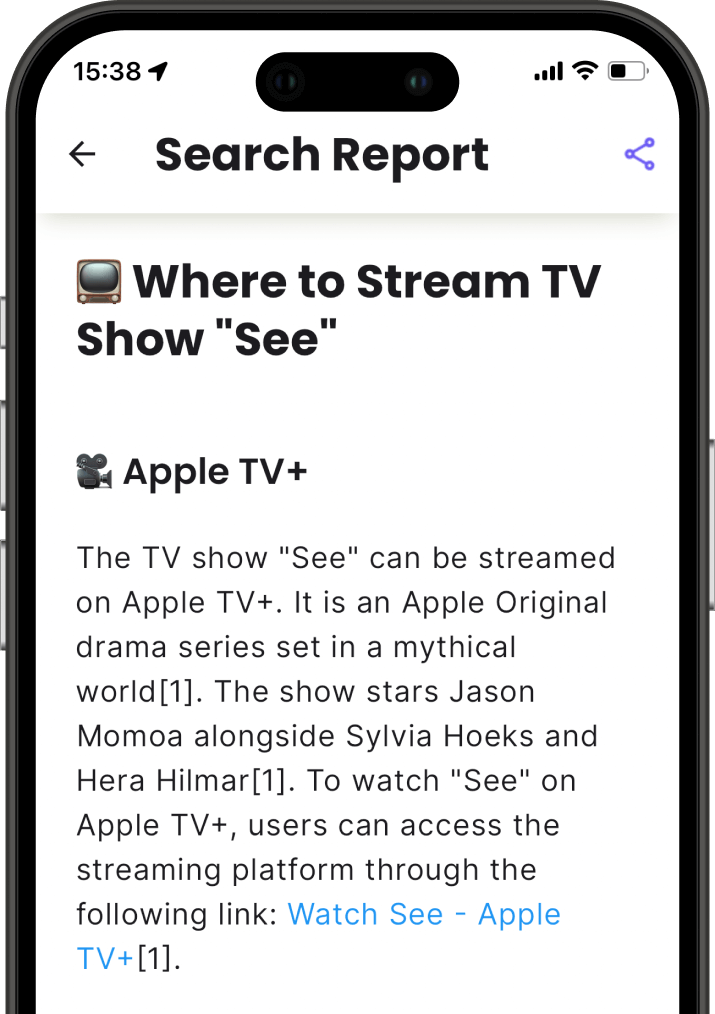 15:38
Search Report
📺 Where to Stream TV
Show "See"
🎥 Apple TV+
The TV show "See" can be streamed
on Apple TV+. It is an Apple Original
drama series set in a mythical
world[1]. The show stars Jason
Momoa alongside Sylvia Hoeks and
Hera Hilmar[1]. To watch "See" on
Apple TV+, users can access the
streaming platform through the
following link: Watch See - Apple
TV+[1].